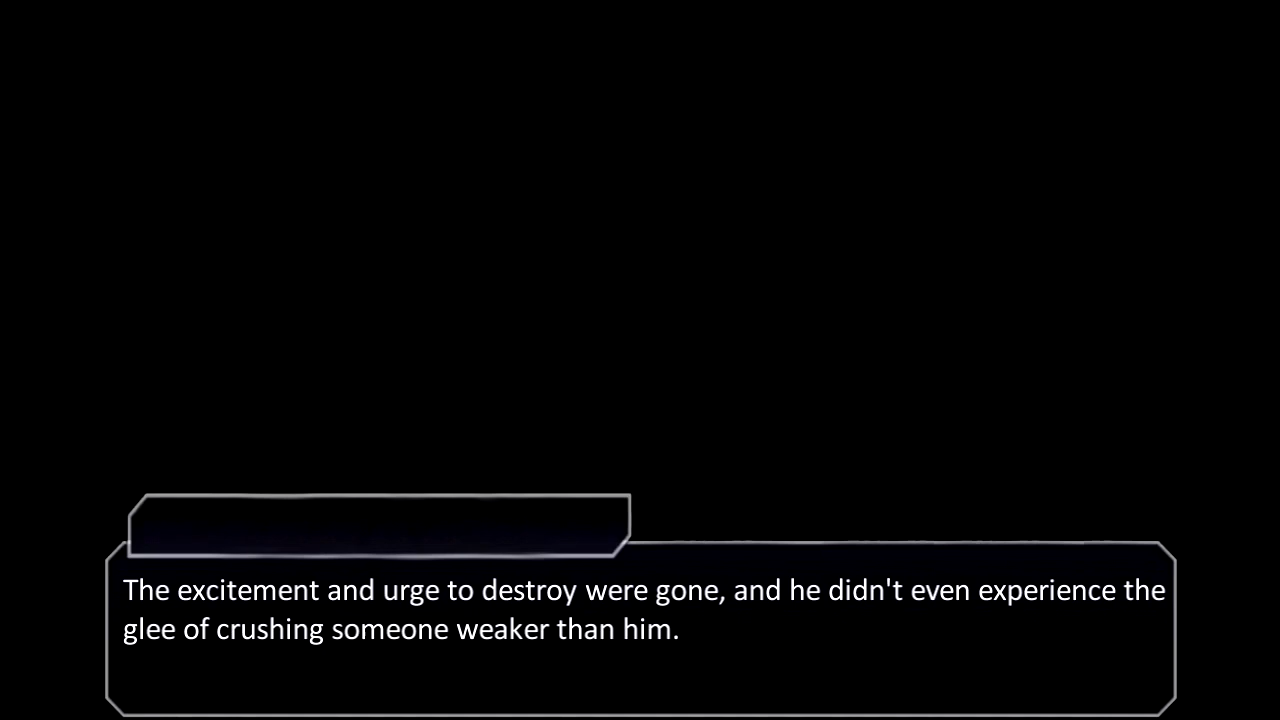 The excitement and urge to destroy were gone, and he didn't even experience the
glee of crushing someone weaker than him.